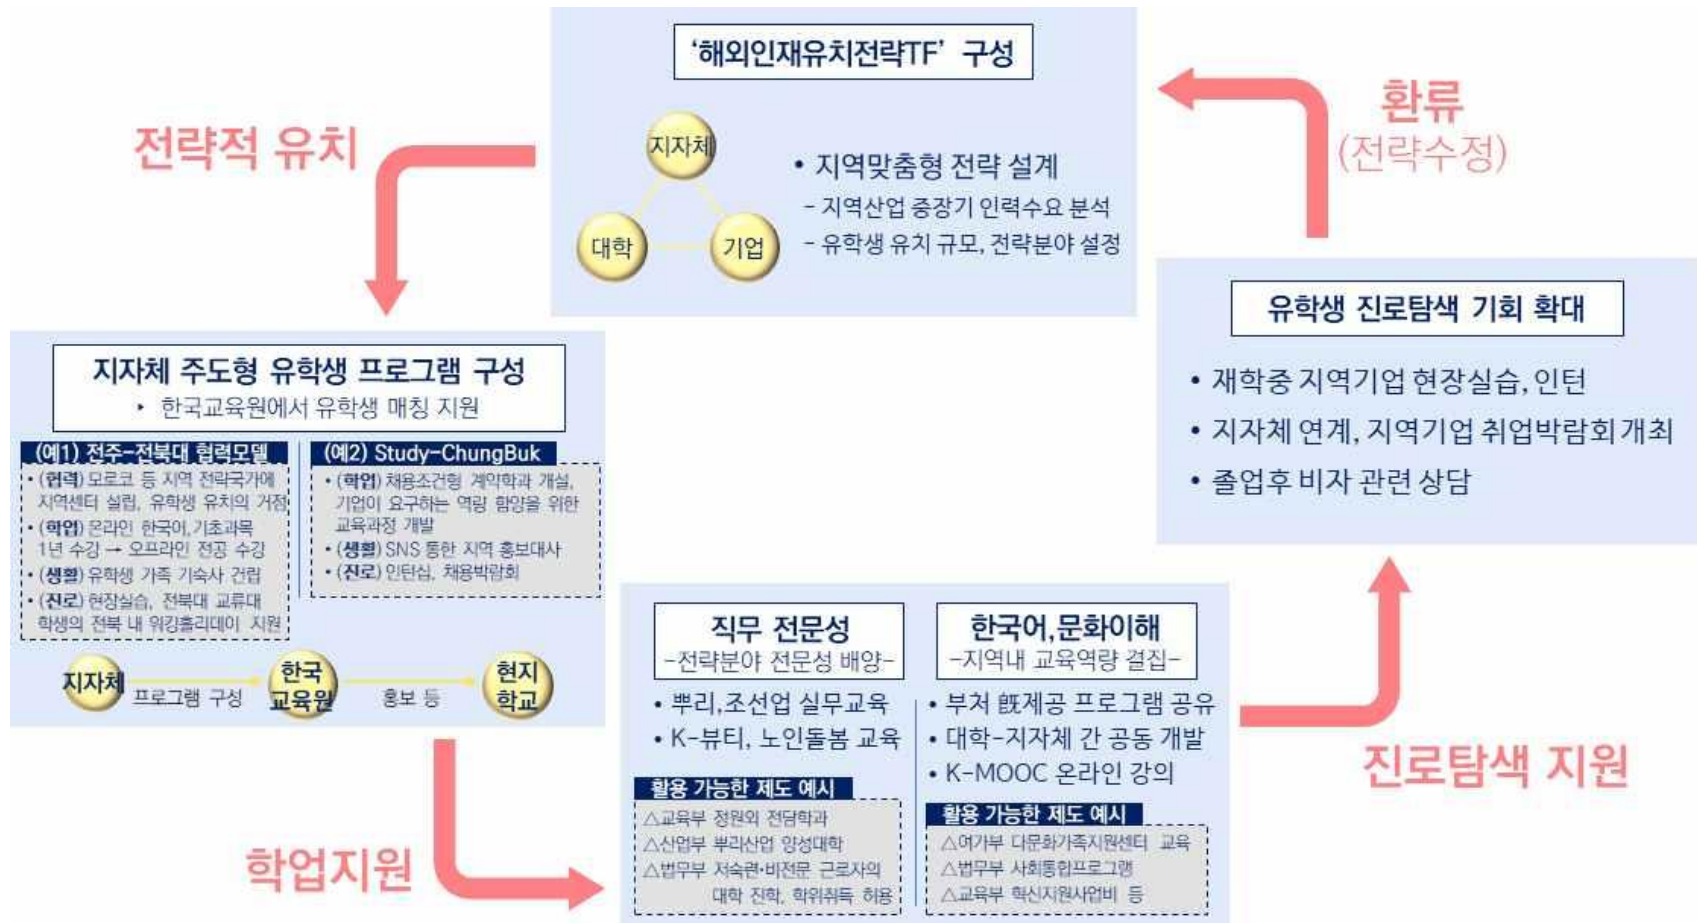 ‘해외인재유치전략TF’ 구성
지자체
대학
기업
• 지역맞춤형 전략 설계
- 지역산업 중장기 인력수요 분석
- 유학생 유치 규모, 전략분야 설정
전략적 유치
지자체 주도형 유학생 프로그램 구성
‣ 한국교육원에서 유학생 매칭 지원
(예1) 전주-전북대 협력모델
• (협력) 모로코 등 지역 전략국가에
지역센터 설립, 유학생 유치의 거점
• (학업) 온라인 한국어,기초과목
1년 수강 → 오프라인 전공 수강
• (생활) 유학생 가족 기숙사 건립
• (진로) 현장실습, 전북대 교류대
학생의 전북 내 워킹홀리데이 지원
(예2) Study-ChungBuk
• (학업) 채용조건형 계약학과 개설,
기업이 요구하는 역량 함양을 위한
교육과정 개발
• (생활) SNS 통한 지역 홍보대사
• (진로) 인턴십, 채용박람회
지자체
프로그램 구성
한국
교육원
홍보 등
현지
학교
학업지원
직무 전문성
-전략분야 전문성 배양-
• 뿌리,조선업 실무교육
• K-뷰티, 노인돌봄 교육
활용 가능한 제도 예시
△교육부 정원외 전담학과
△산업부 뿌리산업 양성대학
△법무부 저숙련·비전문 근로자의
대학 진학, 학위취득 허용
한국어,문화이해
-지역내 교육역량 결집-
• 부처 旣제공 프로그램 공유
• 대학-지자체 간 공동 개발
• K-MOOC 온라인 강의
활용 가능한 제도 예시
△여가부 다문화가족지원센터 교육
△법무부 사회통합프로그램
△교육부 혁신지원사업비 등
진로탐색 지원
유학생 진로탐색 기회 확대
• 재학중 지역기업 현장실습, 인턴
• 지자체 연계, 지역기업 취업박람회 개최
• 졸업후 비자 관련 상담
환류
(전략수정)